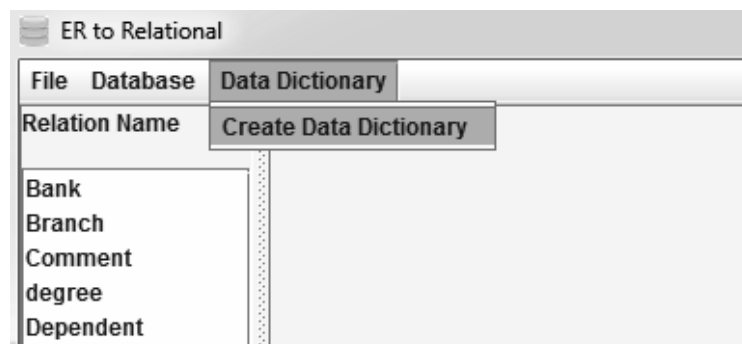 ER to Relational
File Database Data Dictionary
Relation Name Create Data Dictionary
Bank
Branch
Comment
degree
Dependent